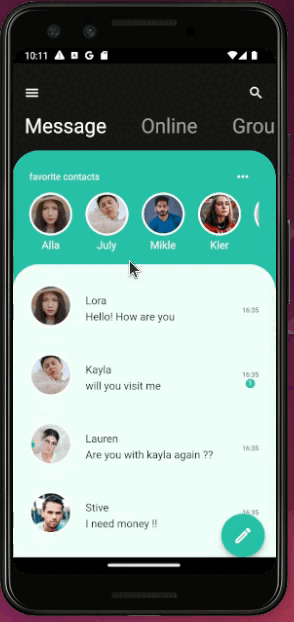 10:11
Message Online Grou
favorite contacts
Alla July Mikle Kler
Lora
Hello! How are you 16:35
Kayla 16:35
will you visit me 1
Lauren
Are you with kayla again ?? 16:35
Stive
I need money !! 16:35